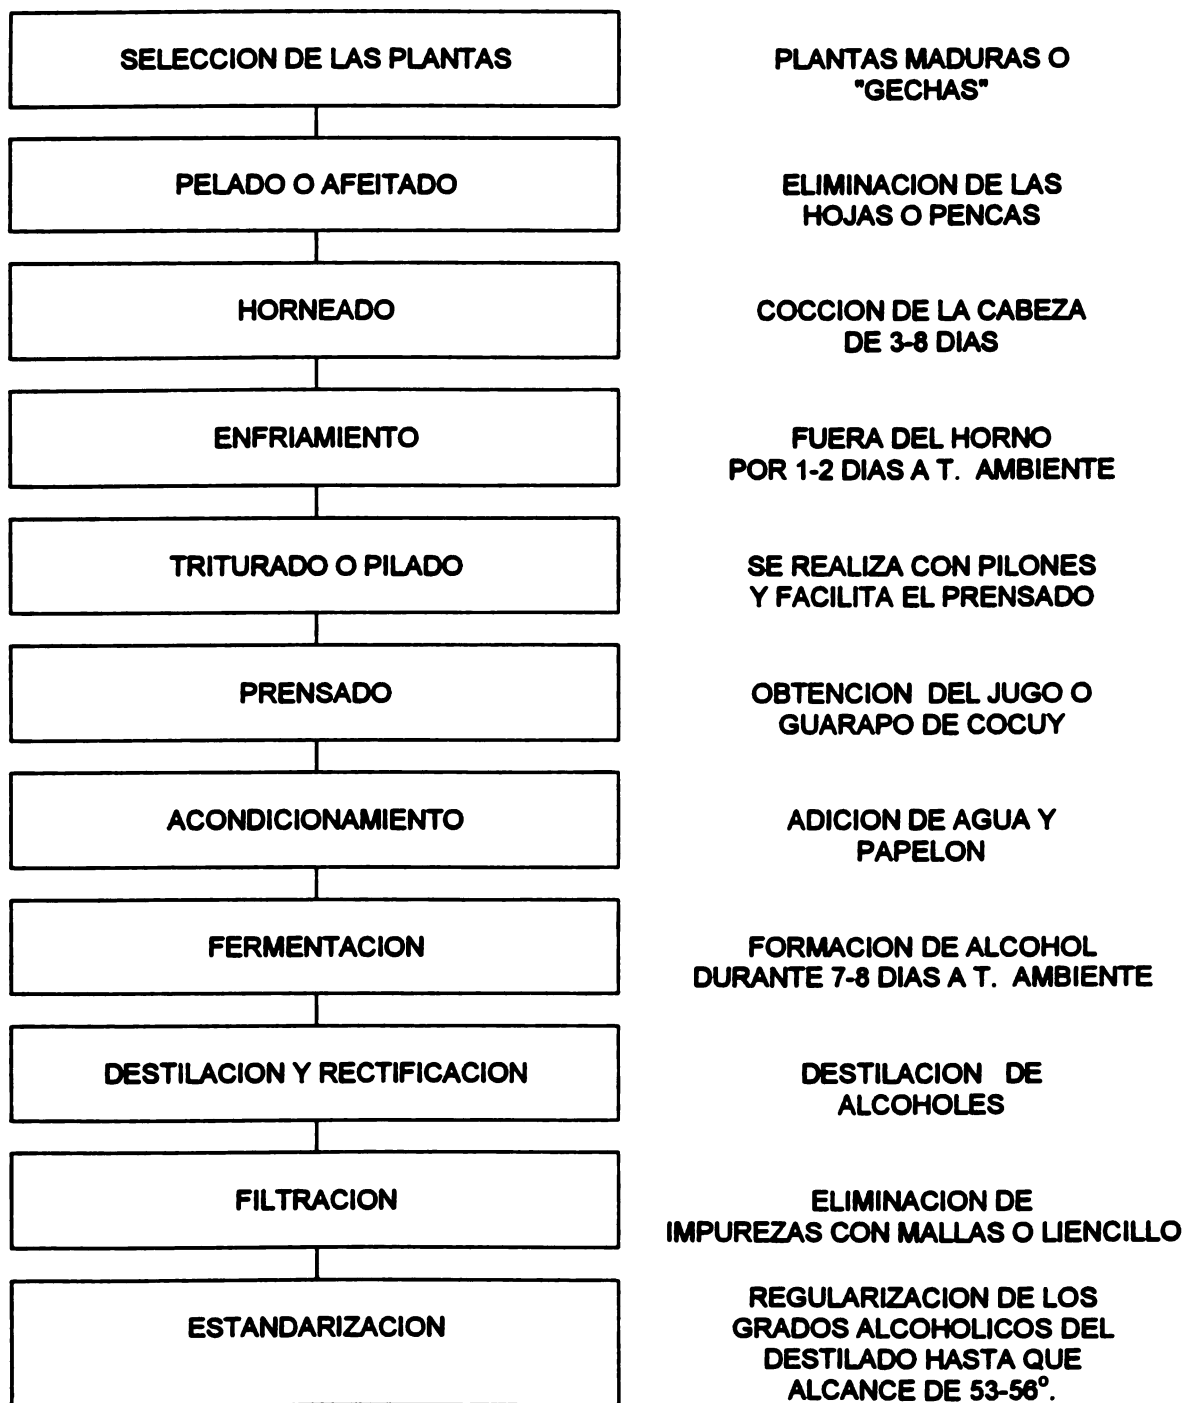 SELECCION DE LAS PLANTAS
PLANTAS MADURAS O
"GECHAS"
PELADO O AFEITADO
ELIMINACION DE LAS
HOJAS O PENCAS
HORNEADO
COCCION DE LA CABEZA
DE 3-8 DIAS
ENFRIAMIENTO
FUERA DEL HORNO
POR 1-2 DIAS A T. AMBIENTE
TRITURADO O PILADO
SE REALIZA CON PILONES
Y FACILITA EL PRENSADO
PRENSADO
OBTENCION DEL JUGO O
GUARAPO DE COCUY
ACONDICIONAMIENTO
ADICION DE AGUA Y
PAPELON
FERMENTACION
FORMACION DE ALCOHOL
DURANTE 7-8 DIAS A T. AMBIENTE
DESTILACION Y RECTIFICACION
DESTILACION DE
ALCOHOLES
FILTRACION
ELIMINACION DE
IMPUREZAS CON MALLAS O LIENCILLO
ESTANDARIZACION
REGULARIZACION DE LOS
GRADOS ALCOHOLICOS DEL
DESTILADO HASTA QUE
ALCANCE DE 53-56º.